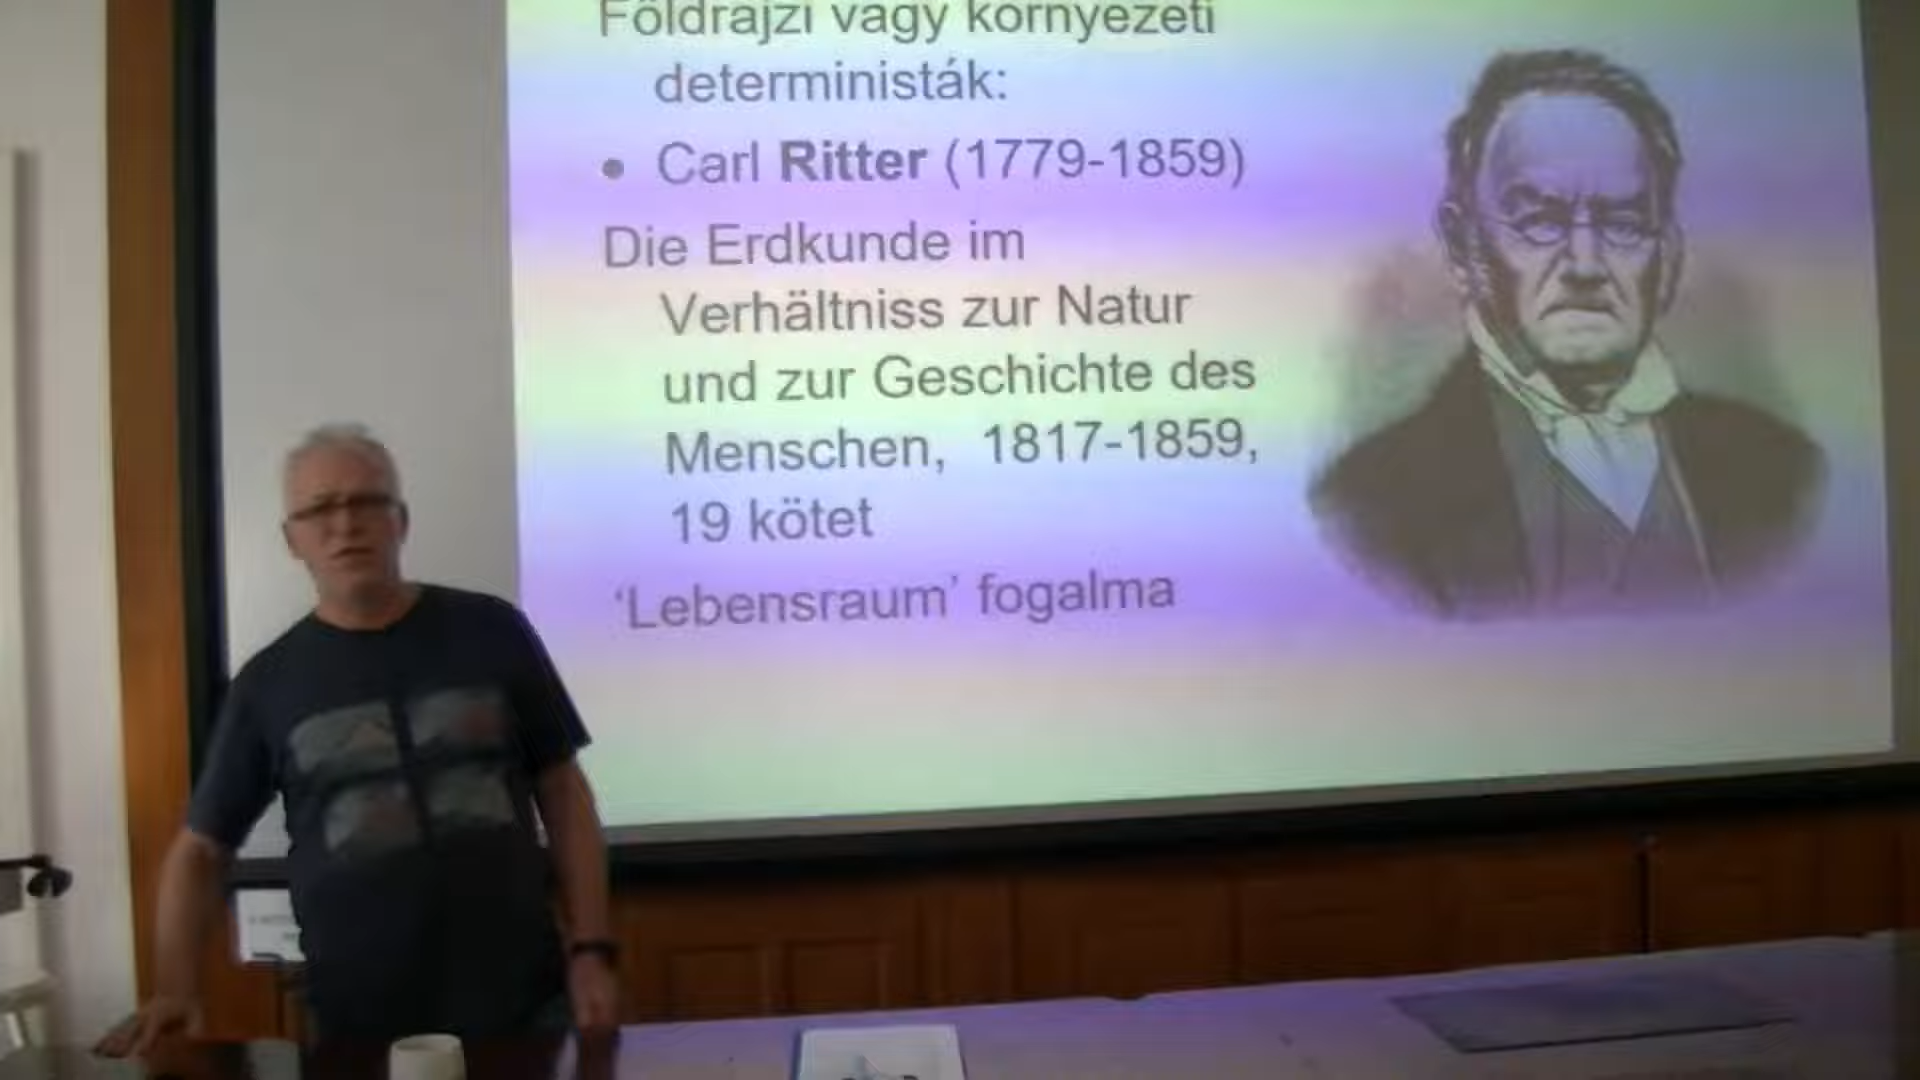 Földrajzi vagy környezeti
deterministák:
• Carl Ritter (1779-1859)
Die Erdkunde im
Verhältniss zur Natur
und zur Geschichte des
Menschen, 1817-1859,
19 kötet
‘Lebensraum’ fogalma